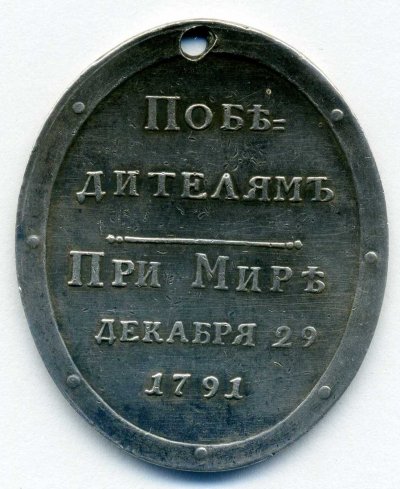 Побѣ=
дителямъ
При Мирѣ
декабря 29
1791